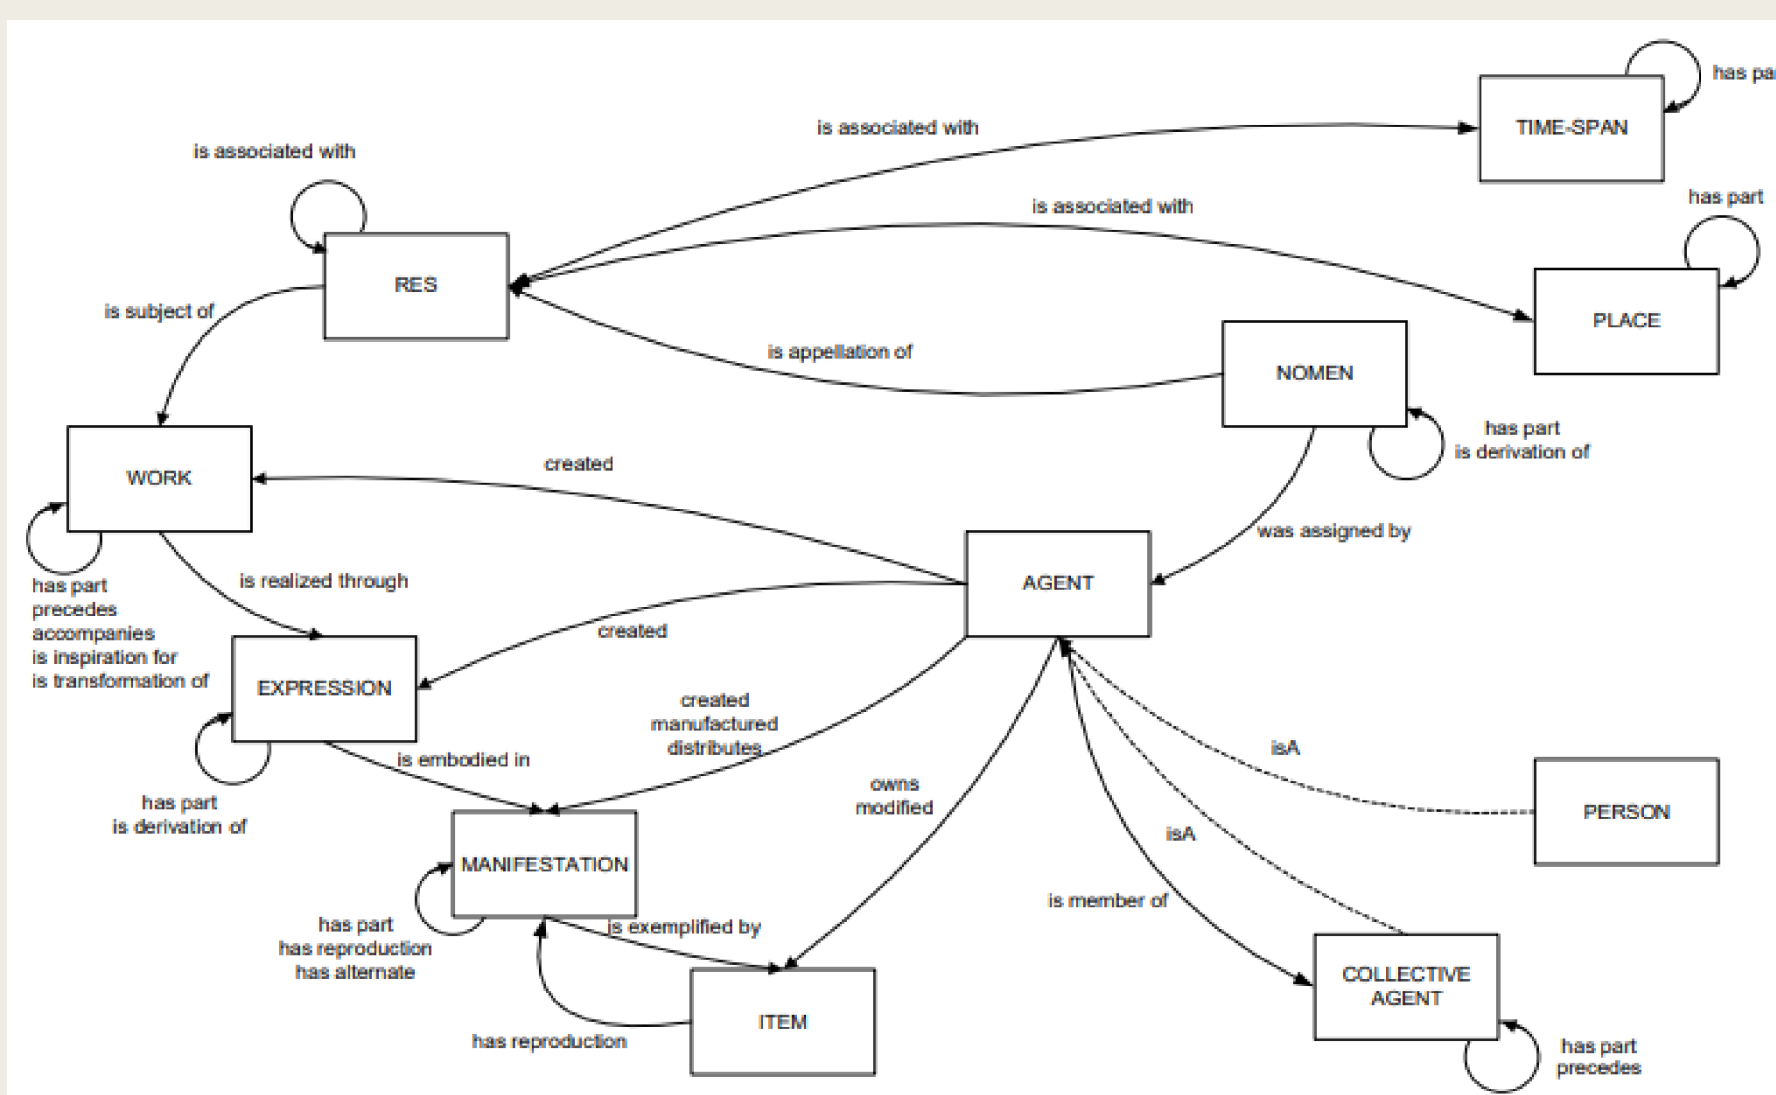 has pa
is associated with
TIME-SPAN
is associated with
has part
is associated with
RES
is subject of
PLACE
is appellation of
NOMEN
has part
is derivation of
WORK
created
was assigned by
is realized through
AGENT
has part
precedes
accompanies
is inspiration for
is transformation of
created
EXPRESSION
created
manufactured
distributes
is embodied in
isA
has part
is derivation of
owns
modified
PERSON
isA
MANIFESTATION
is member of
has part
has reproduction
has alternate
is exemplified by
COLLECTIVE
AGENT
ITEM
has reproduction
has part
precedes